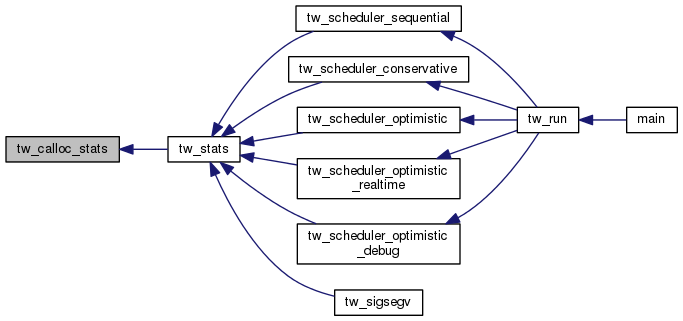 tw_scheduler_sequential
tw_scheduler_conservative
tw_scheduler_optimistic
tw_run
main
tw_calloc_stats
tw_stats
tw_scheduler_optimistic
_realtime
tw_scheduler_optimistic
_debug
tw_sigsegv